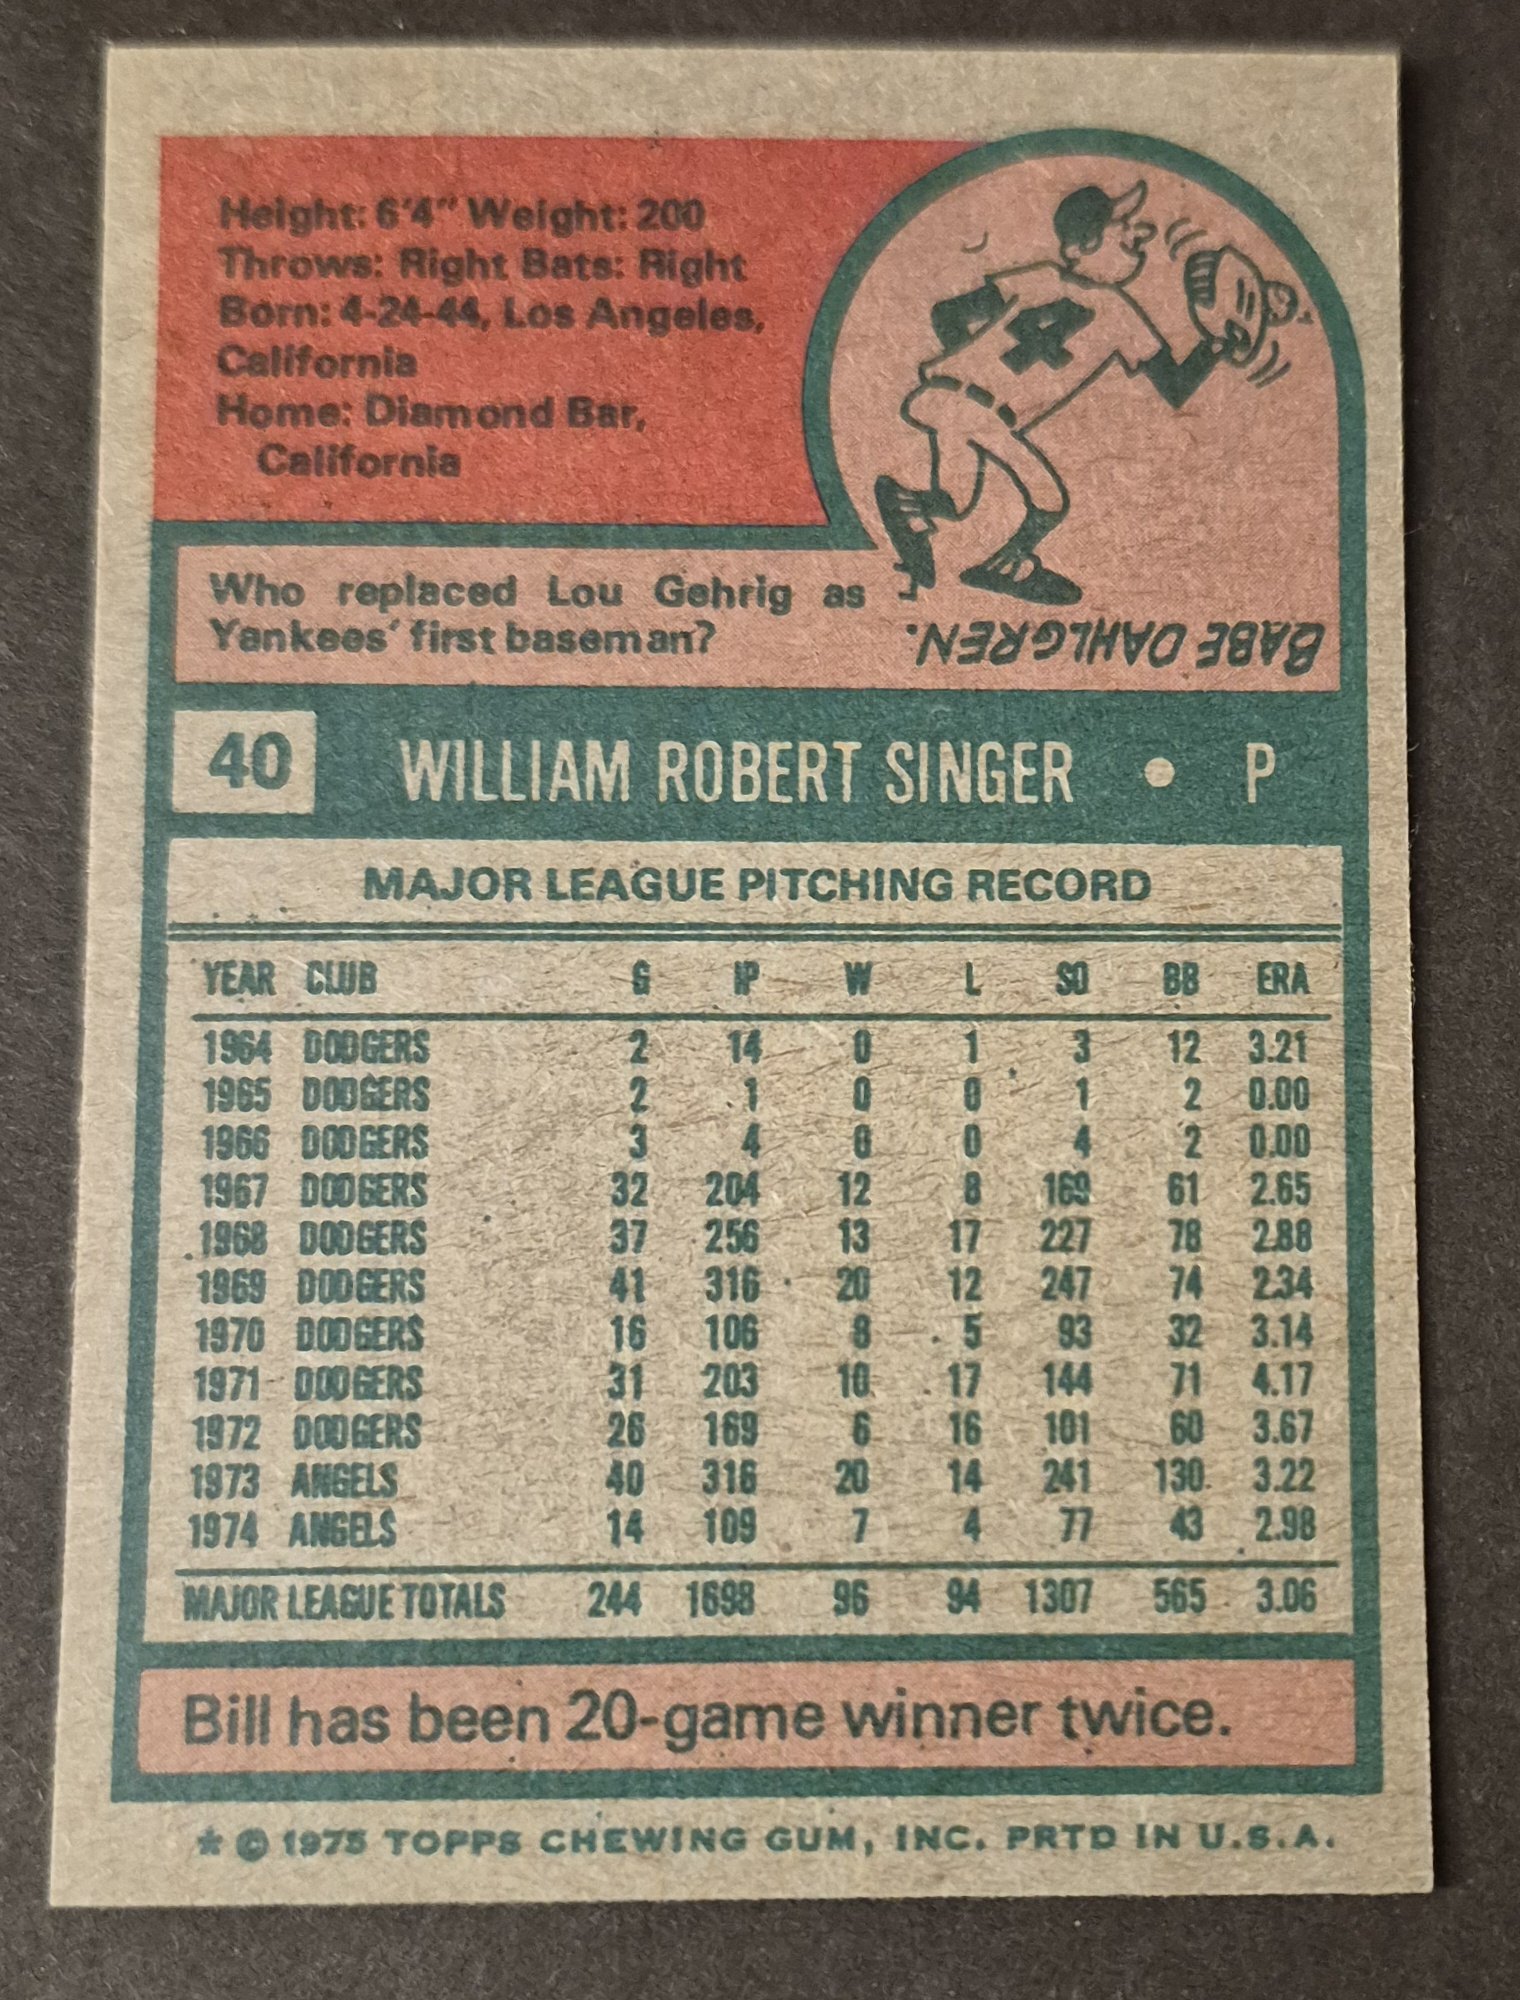 Height: 6'4" Weight: 200
Throws: Right Bats: Right
Born: 4-24-44, Los Angeles,
California
Home: Diamond Bar,
California
Who replaced Lou Gehrig as
Yankees' first baseman?
BABE DAHLGREN.
40 WILLIAM ROBERT SINGER • P
MAJOR LEAGUE PITCHING RECORD
YEAR CLUB G IP W L SO BB ERA
1964 DODGERS 2 14 0 1 3 12 3.21
1965 DODGERS 2 1 0 0 1 2 0.00
1966 DODGERS 3 4 0 0 4 2 0.00
1967 DODGERS 32 204 12 8 169 61 2.65
1968 DODGERS 37 256 13 17 227 78 2.88
1969 DODGERS 41 316 20 12 247 74 2.34
1970 DODGERS 16 106 8 5 93 32 3.14
1971 DODGERS 31 203 10 17 144 71 4.17
1972 DODGERS 26 169 6 16 101 60 3.67
1973 ANGELS 40 316 20 14 241 130 3.22
1974 ANGELS 14 109 7 4 77 43 2.98
MAJOR LEAGUE TOTALS 244 1698 96 94 1307 565 3.06
Bill has been 20-game winner twice.
* © 1975 TOPPS CHEWING GUM, INC. PRTD IN U.S.A.